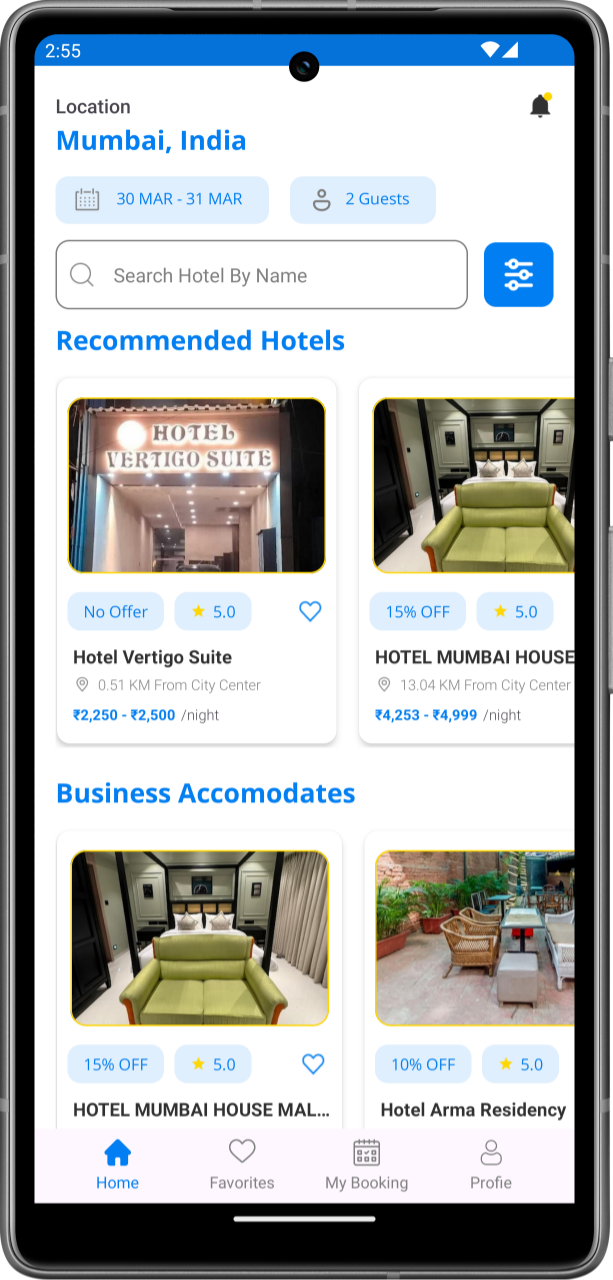 2:55
Location
Mumbai, India
30 MAR - 31 MAR
2 Guests
Search Hotel By Name
Recommended Hotels
HOTEL
VERTIGO SUITE
No Offer
5.0
15% OFF
5.0
Hotel Vertigo Suite
HOTEL MUMBAI HOUSE
0.51 KM From City Center
13.04 KM From City Center
₹2,250 - ₹2,500 /night
₹4,253 - ₹4,999 /night
Business Accomodates
15% OFF
5.0
10% OFF
5.0
HOTEL MUMBAI HOUSE MAL...
Hotel Arma Residency
Home
Favorites
My Booking
Profie